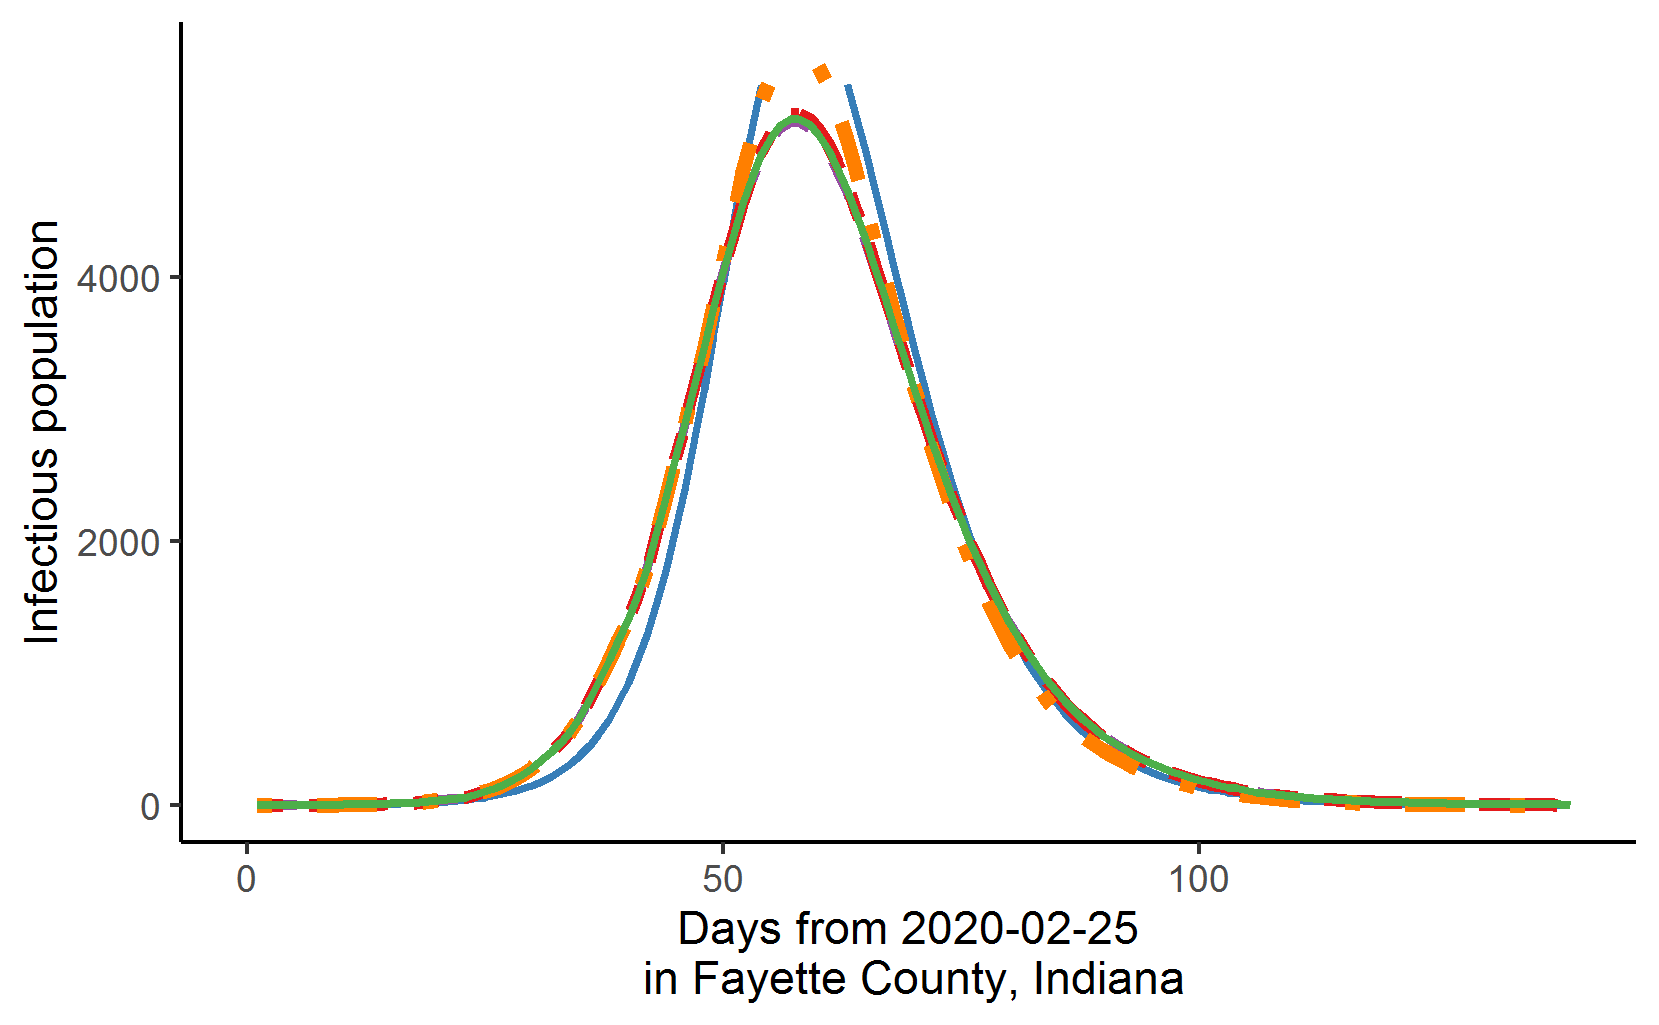 Infectious population
4000
2000
0
0
50
100
Days from 2020-02-25
in Fayette County, Indiana